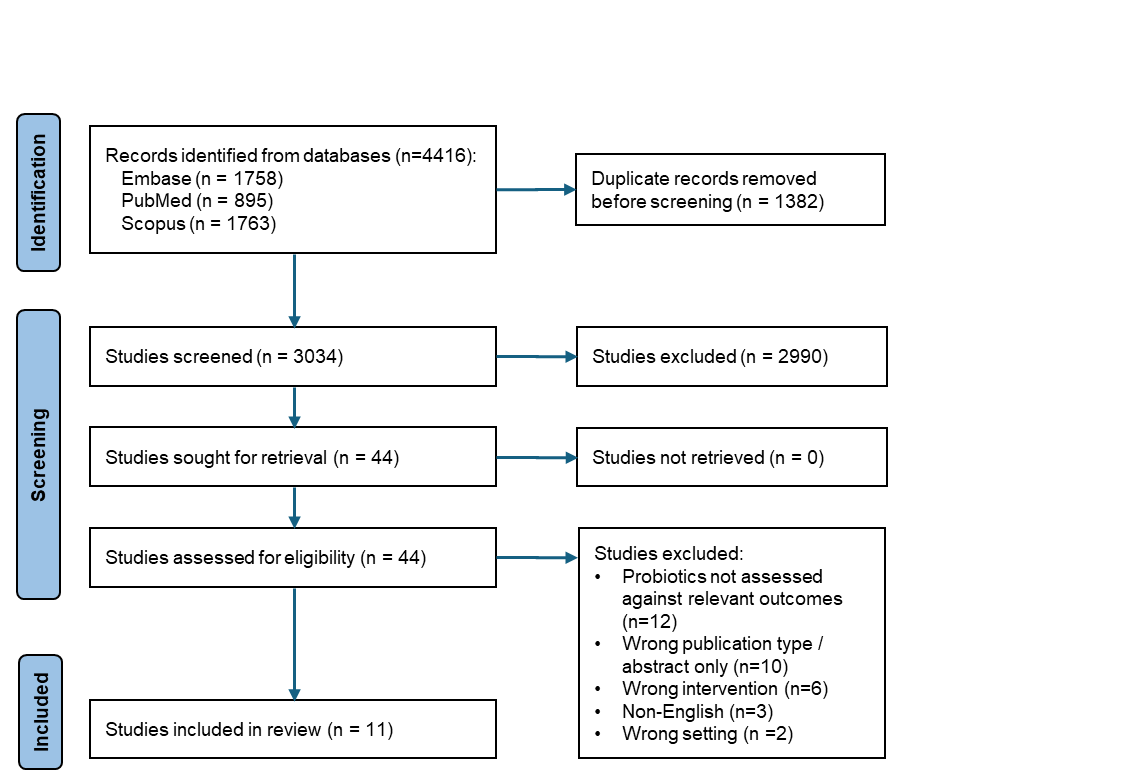 Identification
Records identified from databases (n=4416):
Embase (n = 1758)
PubMed (n = 895)
Scopus (n = 1763)
Duplicate records removed
before screening (n = 1382)
Screening
Studies screened (n = 3034)
Studies excluded (n = 2990)
Studies sought for retrieval (n = 44)
Studies not retrieved (n = 0)
Studies assessed for eligibility (n = 44)
Studies excluded:
• Probiotics not assessed
against relevant outcomes
(n=12)
• Wrong publication type /
abstract only (n=10)
• Wrong intervention (n=6)
• Non-English (n=3)
• Wrong setting (n =2)
Included
Studies included in review (n = 11)